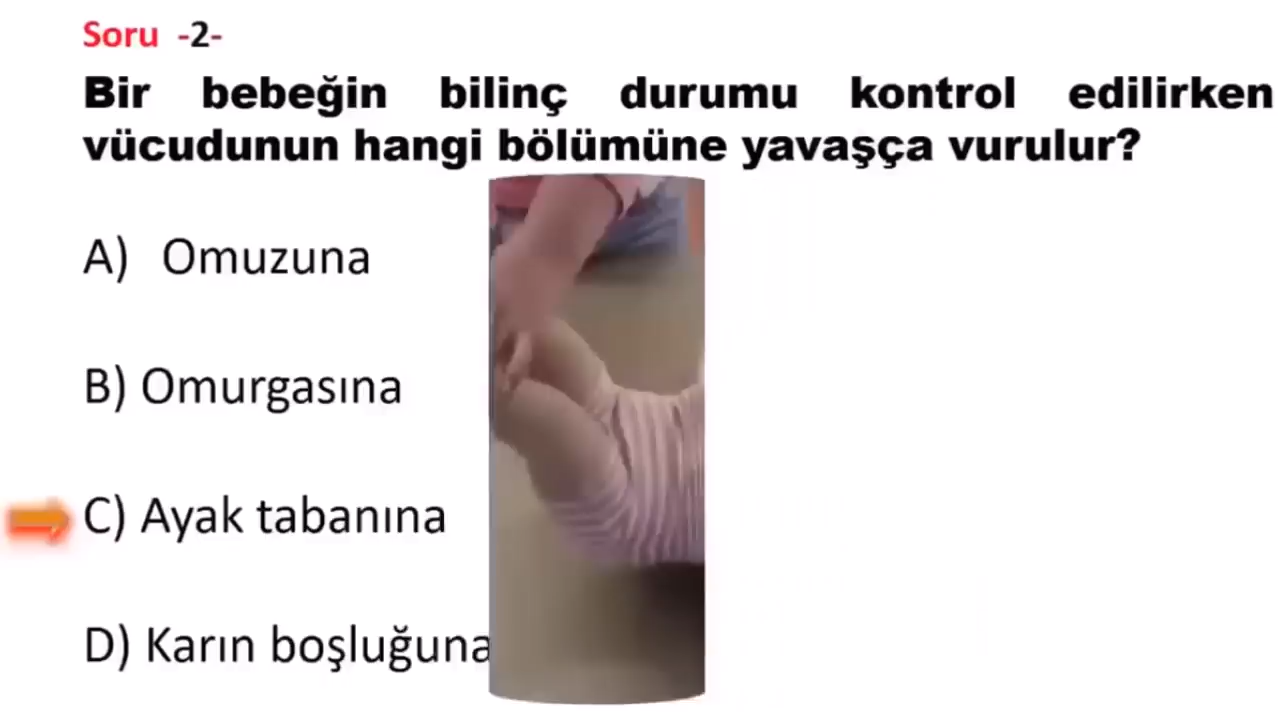 Soru -2-
Bir bebeğin bilinç durumu kontrol edilirken
vücudunun hangi bölümüne yavaşça vurulur?
A) Omuzuna
B) Omurgasına
C) Ayak tabanına
D) Karın boşluğuna